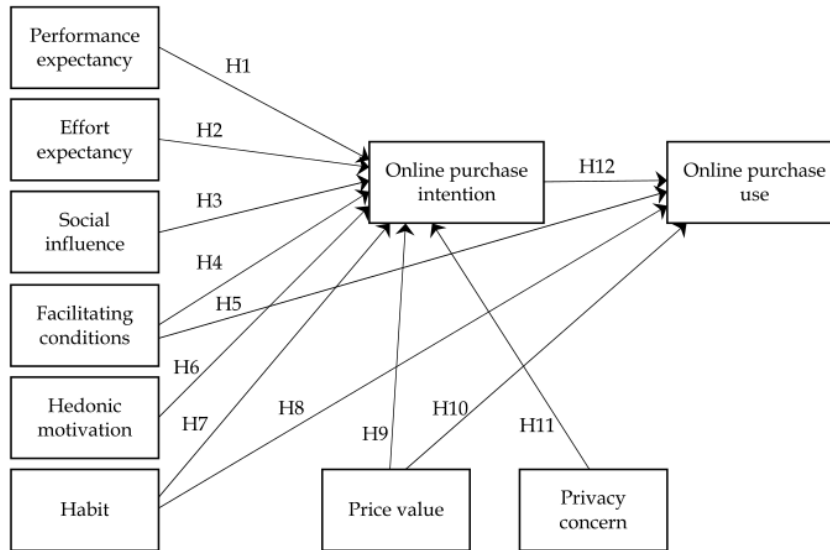 Performance
expectancy
H1
Effort
expectancy
H2
Online purchase
intention
H12
Online purchase
use
Social
influence
H3
H4
Facilitating
conditions
H5
H6
Hedonic
motivation
H7
H8
H9
H10
H11
Habit
Price value
Privacy
concern